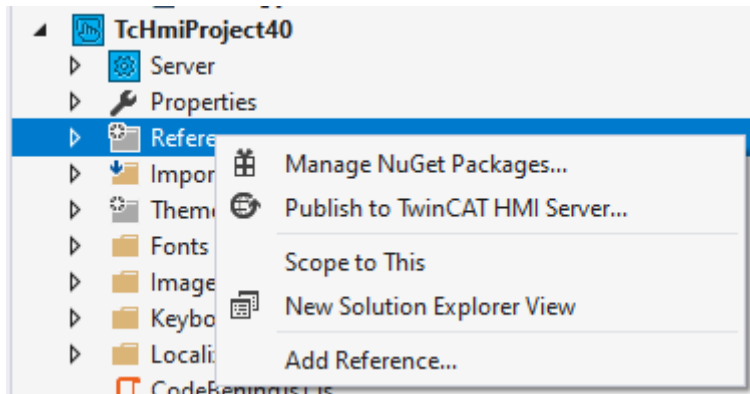 TcHmiProject40
Server
Properties
Refere
Manage NuGet Packages...
Impor
Publish to TwinCAT HMI Server...
Them
Fonts
Scope to This
Image
New Solution Explorer View
Keybo
Locali
Add Reference...